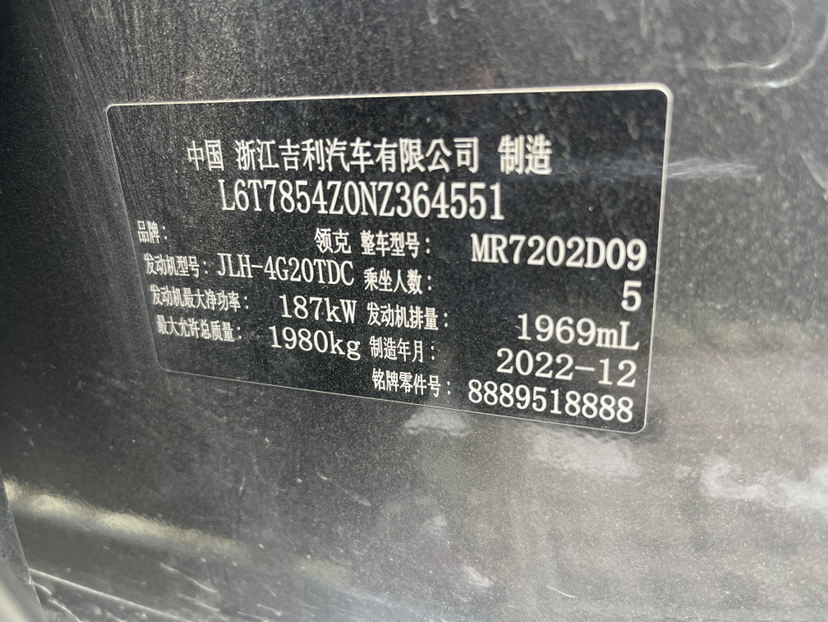 中国 浙江吉利汽车有限公司 制造
L6T7854Z0NZ364551
品牌： 领克 整车型号： MR7202D09
发动机型号：JLH-4G20TDC 乘坐人数： 5
发动机最大净功率： 187kW 发动机排量： 1969mL
最大允许总质量： 1980kg 制造年月： 2022-12
铭牌零件号： 8889518888